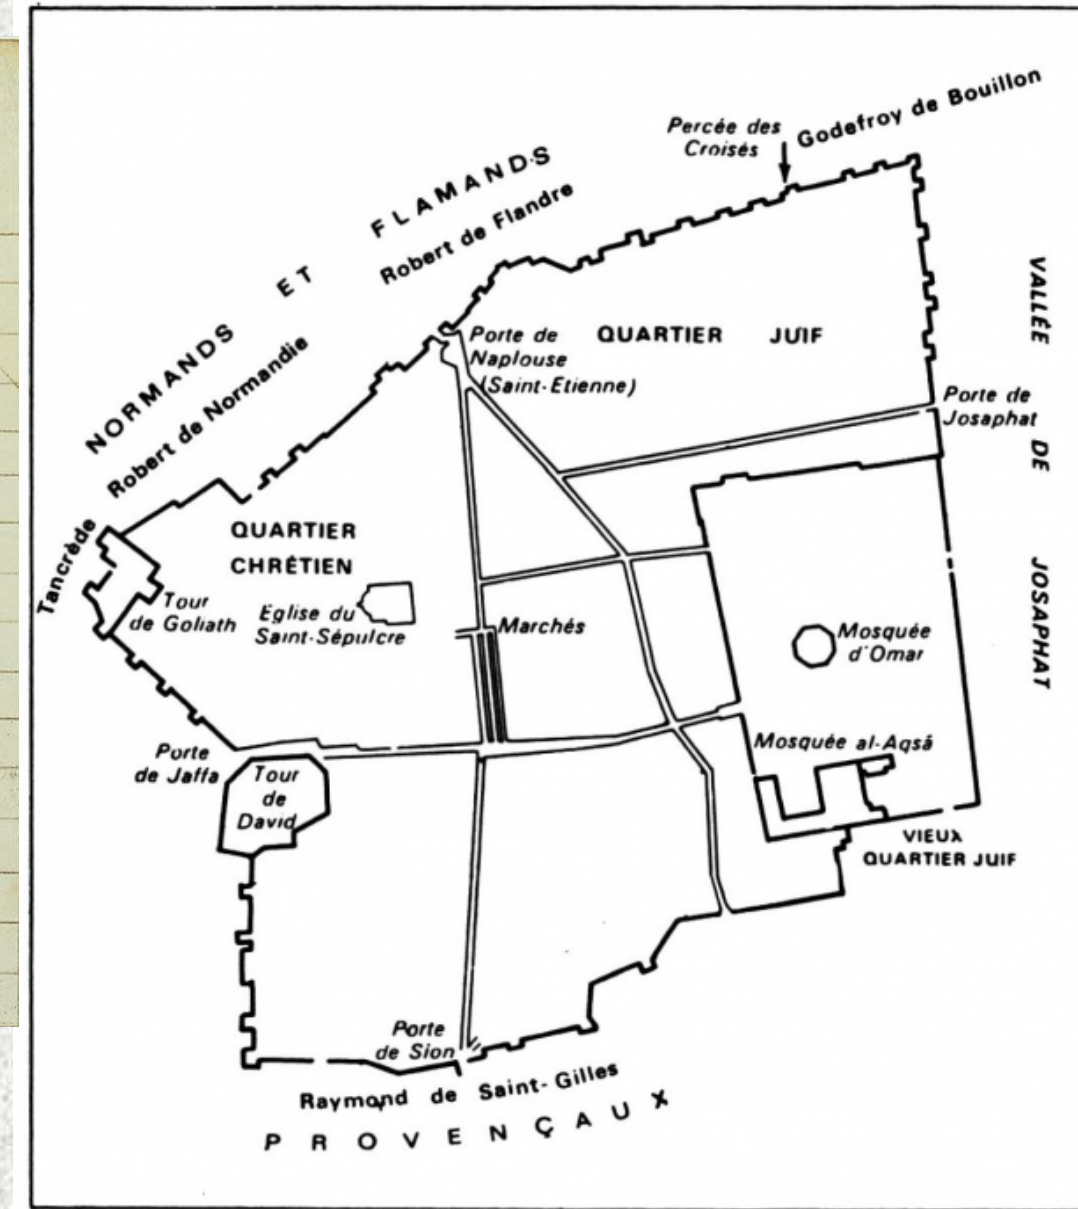 Percée des
Croisés
Godefroy de Bouillon
NORMANDS ET FLAMANDS
Robert de Flandre
Robert de Normandie
Tancrède
VALLÉE DE JOSAPHAT
Porte de
Naplouse
(Saint-Etienne)
QUARTIER JUIF
Porte de
Josaphat
QUARTIER
CHRÉTIEN
Tour
de Goliath
Eglise du
Saint-Sépulcre
Marchés
Mosquée
d'Omar
Mosquée al-Aqsâ
Porte
de Jaffa
Tour
de
David
VIEUX
QUARTIER JUIF
Porte
de Sion
Raymond de Saint-Gilles
PROVENÇAUX